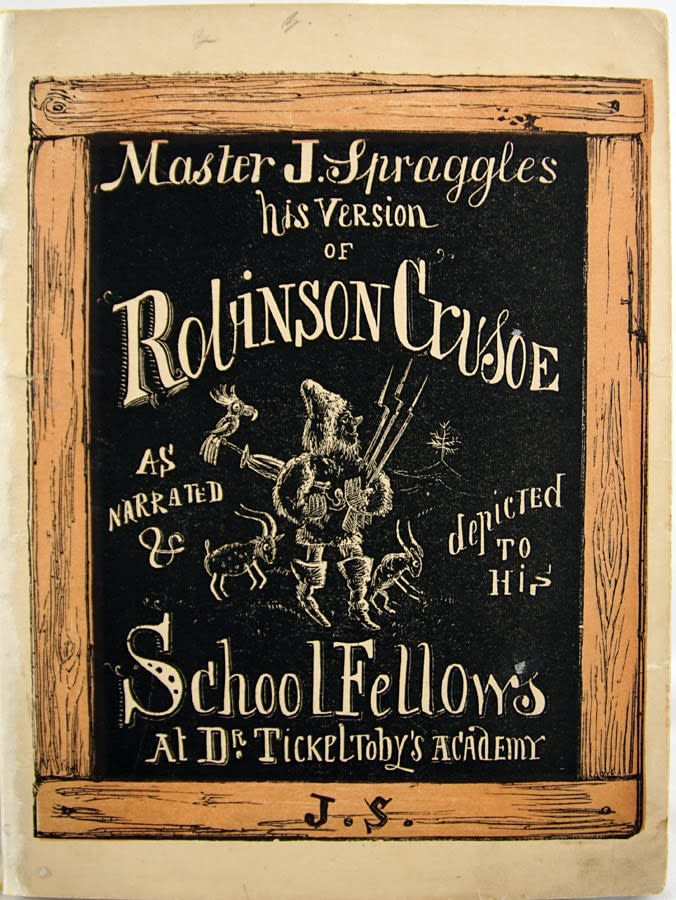 Master J. Spraggles
his Version
OF
ROBINSON CRUSOE
AS
NARRATED
&
depicted
TO
His
School Fellows
At Dr Tickeltoby's Academy
J. S.